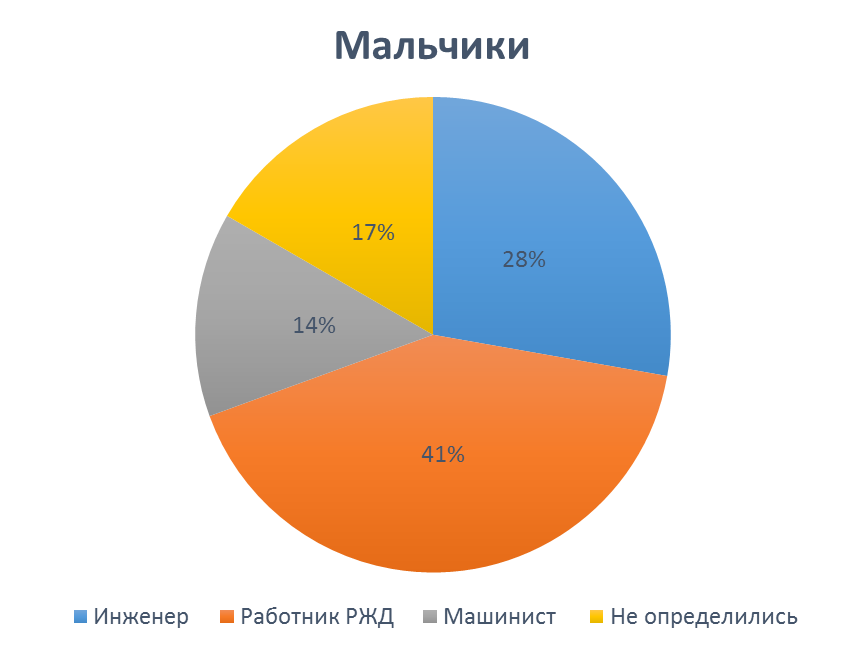 Мальчики
17%
28%
14%
41%
Инженер Работник РЖД Машинист Не определились